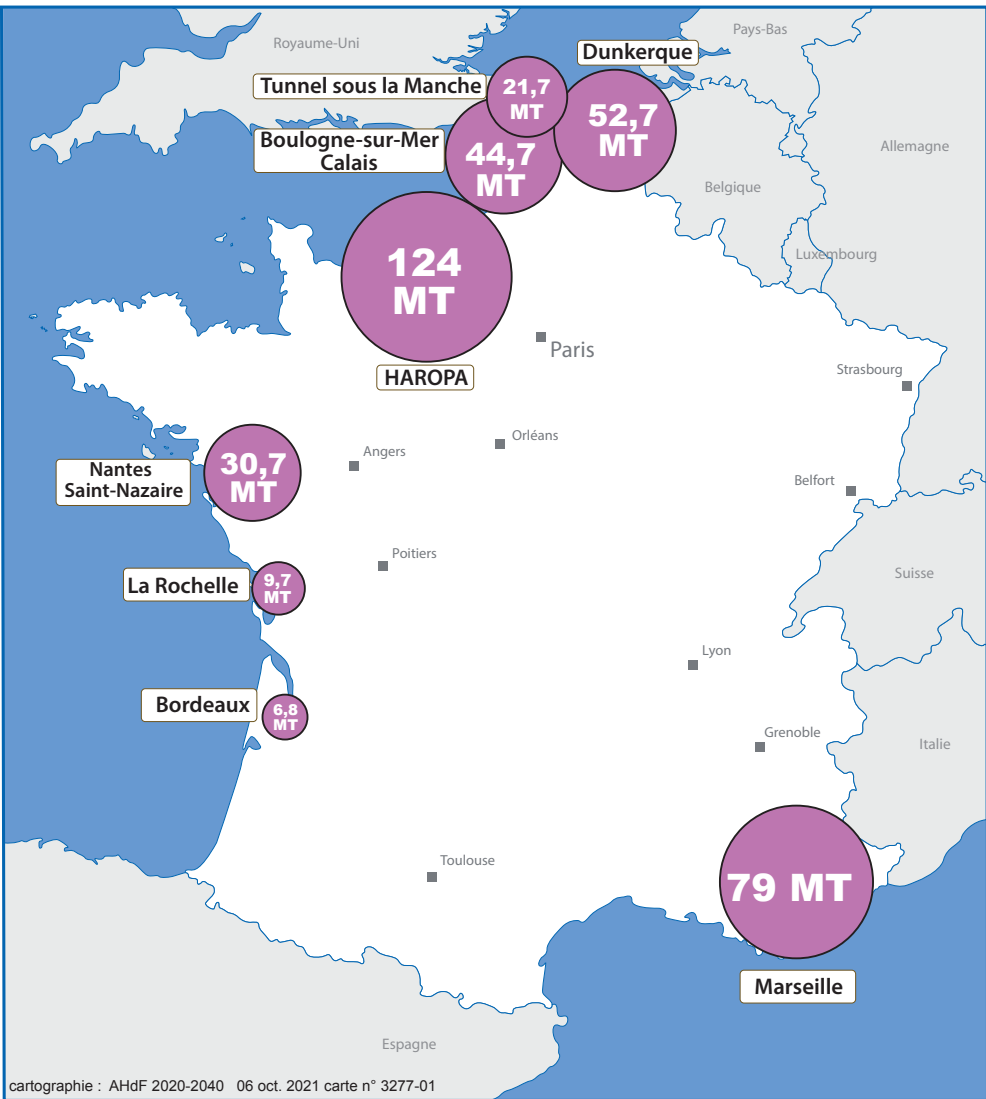 Royaume-Uni
Pays-Bas
Dunkerque
Tunnel sous la Manche
21,7
MT
52,7
MT
Boulogne-sur-Mer
Calais
44,7
MT
Allemagne
Belgique
Luxembourg
124
MT
HAROPA
Paris
Strasbourg
Orléans
Angers
Nantes
Saint-Nazaire
30,7
MT
Belfort
Poitiers
La Rochelle
9,7
MT
Suisse
Lyon
Bordeaux
6,8
MT
Grenoble
Italie
Toulouse
79 MT
Marseille
Espagne
cartographie : AHdF 2020-2040 06 oct. 2021 carte n° 3277-01